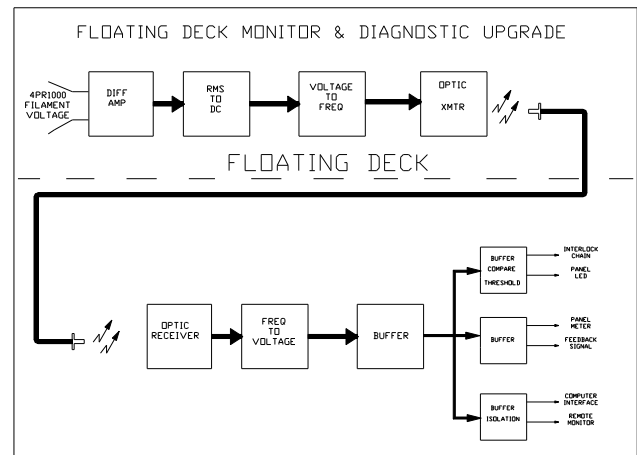 FLOATING DECK MONITOR & DIAGNOSTIC UPGRADE
4PR1000
FILAMENT
VOLTAGE
DIFF
AMP
RMS
TO
DC
VOLTAGE
TO
FREQ
OPTIC
XMTR
FLOATING DECK
OPTIC
RECEIVER
FREQ
TO
VOLTAGE
BUFFER
BUFFER
COMPARE
THRESHOLD
INTERLOCK
CHAIN
PANEL
LED
BUFFER
PANEL
METER
FEEDBACK
SIGNAL
BUFFER
ISOLATION
COMPUTER
INTERFACE
REMOTE
MONITOR